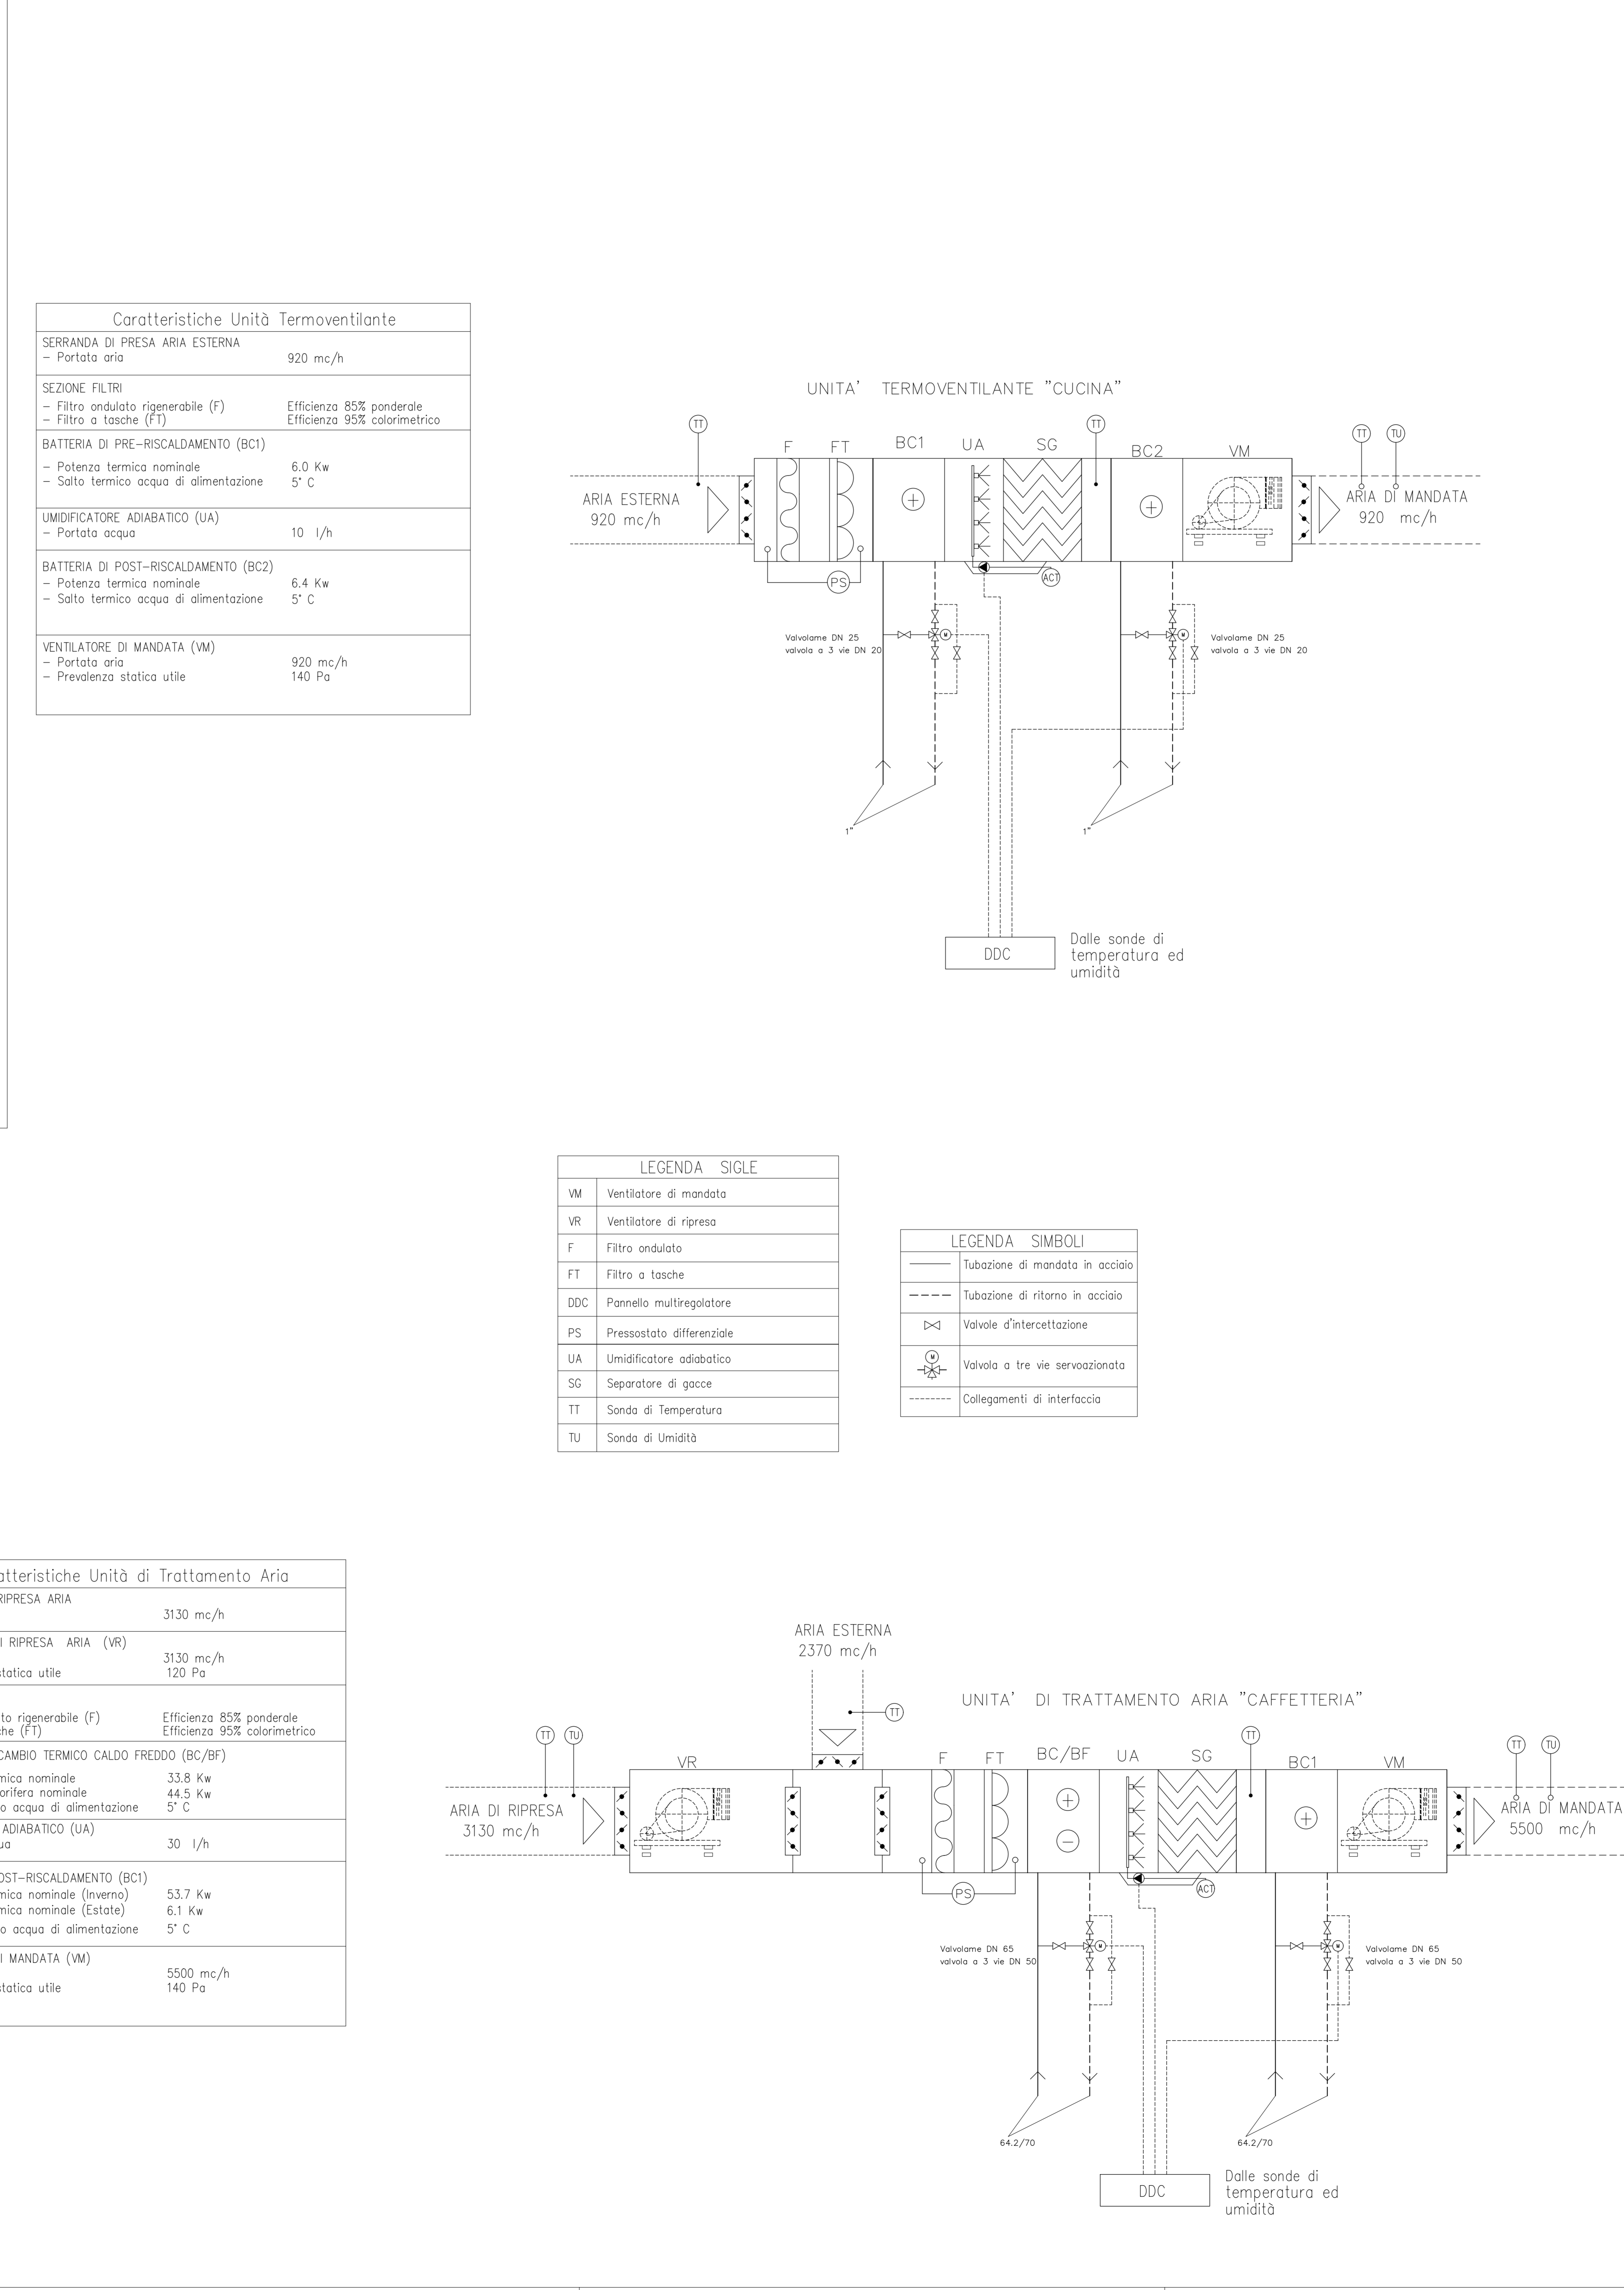 Caratteristiche Unità Termoventilante
SERRANDA DI PRESA ARIA ESTERNA
– Portata aria 920 mc/h
SEZIONE FILTRI
– Filtro ondulato rigenerabile (F) Efficienza 85% ponderale
– Filtro a tasche (FT) Efficienza 95% colorimetrico
BATTERIA DI PRE–RISCALDAMENTO (BC1)
– Potenza termica nominale 6.0 Kw
– Salto termico acqua di alimentazione 5° C
UMIDIFICATORE ADIABATICO (UA)
– Portata acqua 10 l/h
BATTERIA DI POST–RISCALDAMENTO (BC2)
– Potenza termica nominale 6.4 Kw
– Salto termico acqua di alimentazione 5° C
VENTILATORE DI MANDATA (VM)
– Portata aria 920 mc/h
– Prevalenza statica utile 140 Pa
UNITA' TERMOVENTILANTE "CUCINA"
TT TT TT TU
F FT BC1 UA SG BC2 VM
ARIA ESTERNA
920 mc/h
ARIA DI MANDATA
920 mc/h
PS ACT
Valvolame DN 25
valvola a 3 vie DN 20
M
M
Valvolame DN 25
valvola a 3 vie DN 20
1" 1"
DDC
Dalle sonde di
temperatura ed
umidità
LEGENDA SIGLE
VM Ventilatore di mandata
VR Ventilatore di ripresa
F Filtro ondulato
FT Filtro a tasche
DDC Pannello multiregolatore
PS Pressostato differenziale
UA Umidificatore adiabatico
SG Separatore di gacce
TT Sonda di Temperatura
TU Sonda di Umidità
LEGENDA SIMBOLI
Tubazione di mandata in acciaio
Tubazione di ritorno in acciaio
Valvole d'intercettazione
M Valvola a tre vie servoazionata
Collegamenti di interfaccia
atteristiche Unità di Trattamento Aria
RIPRESA ARIA
3130 mc/h
I RIPRESA ARIA (VR)
3130 mc/h
tatica utile 120 Pa
to rigenerabile (F) Efficienza 85% ponderale
che (FT) Efficienza 95% colorimetrico
CAMBIO TERMICO CALDO FREDDO (BC/BF)
mica nominale 33.8 Kw
orifera nominale 44.5 Kw
o acqua di alimentazione 5° C
ADIABATICO (UA)
ua 30 l/h
OST–RISCALDAMENTO (BC1)
mica nominale (Inverno) 53.7 Kw
mica nominale (Estate) 6.1 Kw
o acqua di alimentazione 5° C
I MANDATA (VM)
5500 mc/h
tatica utile 140 Pa
ARIA ESTERNA
2370 mc/h
UNITA' DI TRATTAMENTO ARIA "CAFFETTERIA"
TT
TT TU TT TT TU
VR F FT BC/BF UA SG BC1 VM
ARIA DI RIPRESA
3130 mc/h
ARIA DI MANDATA
5500 mc/h
PS ACT
Valvolame DN 65
valvola a 3 vie DN 50
M
M
Valvolame DN 65
valvola a 3 vie DN 50
64.2/70 64.2/70
DDC
Dalle sonde di
temperatura ed
umidità